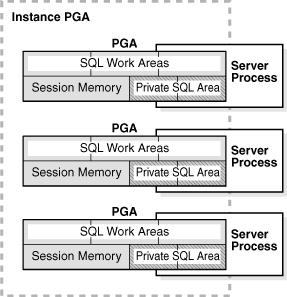 Instance PGA
PGA
SQL Work Areas
Server
Process
Session Memory
Private SQL Area
PGA
SQL Work Areas
Server
Process
Session Memory
Private SQL Area
PGA
SQL Work Areas
Server
Process
Session Memory
Private SQL Area